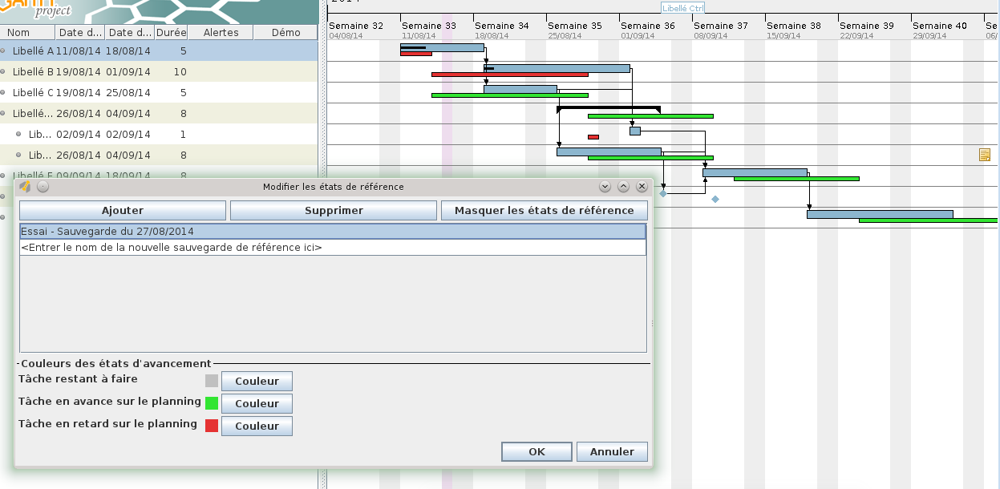 2014
GANTT
project
Libellé Ctrl
Nom Date d... Date d... Durée Alertes Démo
Semaine 32 Semaine 33 Semaine 34 Semaine 35 Semaine 36 Semaine 37 Semaine 38 Semaine 39 Semaine 40 Se
04/08/14 11/08/14 18/08/14 25/08/14 01/09/14 08/09/14 15/09/14 22/09/14 29/09/14 06/
Libellé A 11/08/14 18/08/14 5
Libellé B 19/08/14 01/09/14 10
Libellé C 19/08/14 25/08/14 5
Libellé... 26/08/14 04/09/14 8
Lib... 02/09/14 02/09/14 1
Lib... 26/08/14 04/09/14 8
Libellé E 09/09/14 18/09/14 8
Modifier les états de référence
Ajouter Supprimer Masquer les états de référence
Essai - Sauvegarde du 27/08/2014
<Entrer le nom de la nouvelle sauvegarde de référence ici>
Couleurs des états d'avancement
Tâche restant à faire Couleur
Tâche en avance sur le planning Couleur
Tâche en retard sur le planning Couleur
OK Annuler